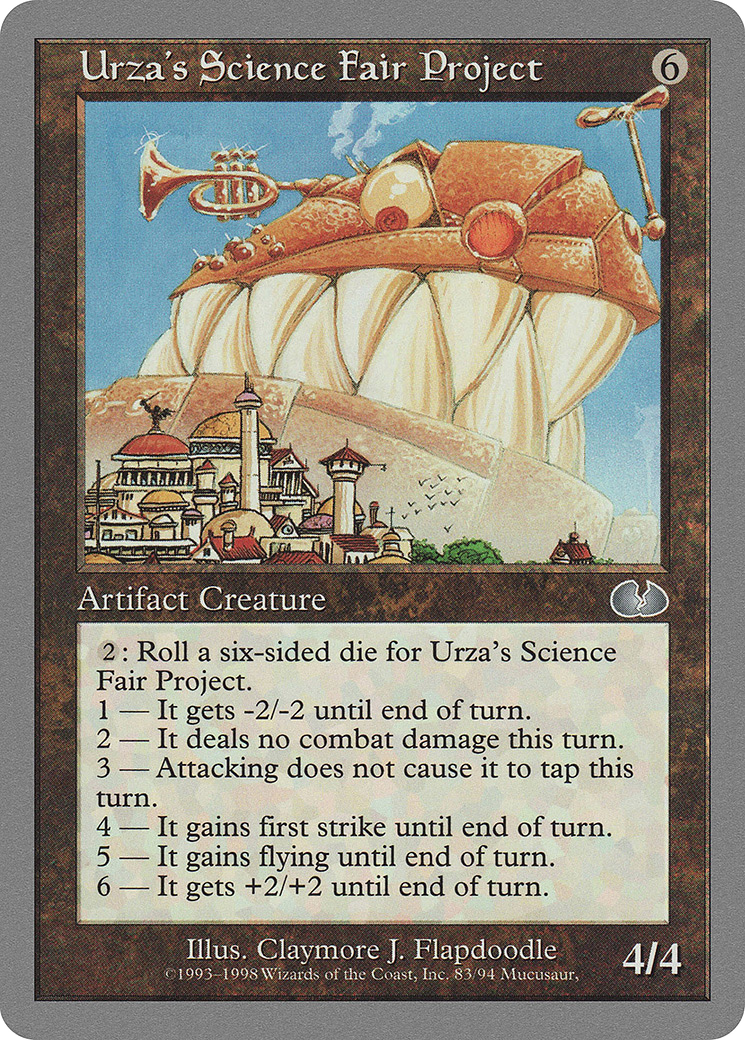 Urza's Science Fair Project 6
Artifact Creature
2: Roll a six-sided die for Urza's Science
Fair Project.
1 — It gets -2/-2 until end of turn.
2 — It deals no combat damage this turn.
3 — Attacking does not cause it to tap this
turn.
4 — It gains first strike until end of turn.
5 — It gains flying until end of turn.
6 — It gets +2/+2 until end of turn.
Illus. Claymore J. Flapdoodle
©1993–1998 Wizards of the Coast, Inc. 83/94 Mucusaur,
4/4